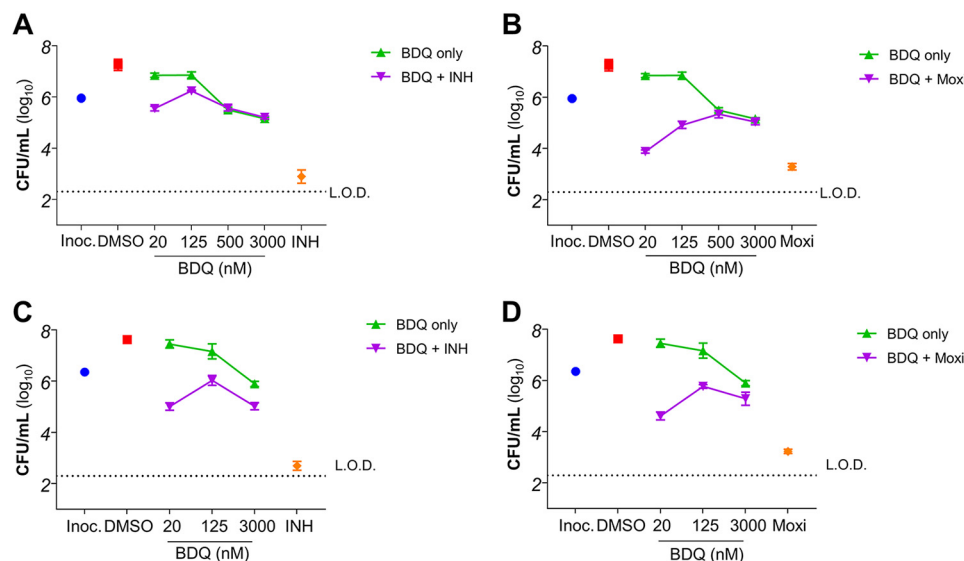 A
8
6
4
2
CFU/mL (log10)
BDQ only
BDQ + INH
L.O.D.
Inoc. DMSO 20 125 500 3000 INH
BDQ (nM)
B
8
6
4
2
CFU/mL (log10)
BDQ only
BDQ + Mox
L.O.D.
Inoc. DMSO 20 125 500 3000 Moxi
BDQ (nM)
C
8
6
4
2
CFU/mL (log10)
BDQ only
BDQ + INH
L.O.D.
Inoc. DMSO 20 125 3000 INH
BDQ (nM)
D
8
6
4
2
CFU/mL (log10)
BDQ only
BDQ + Moxi
L.O.D.
Inoc. DMSO 20 125 3000 Moxi
BDQ (nM)